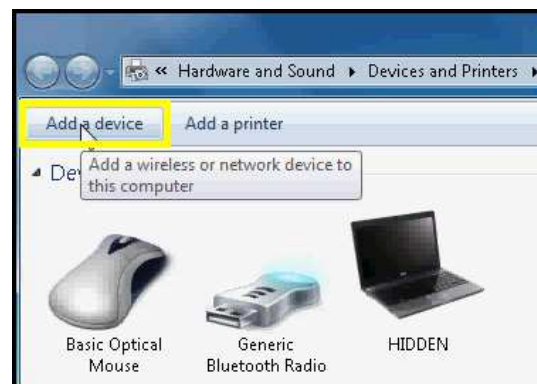 « Hardware and Sound ▸ Devices and Printers ▸
Add a device Add a printer
Add a wireless or network device to
this computer
De
Basic Optical
Mouse
Generic
Bluetooth Radio
HIDDEN